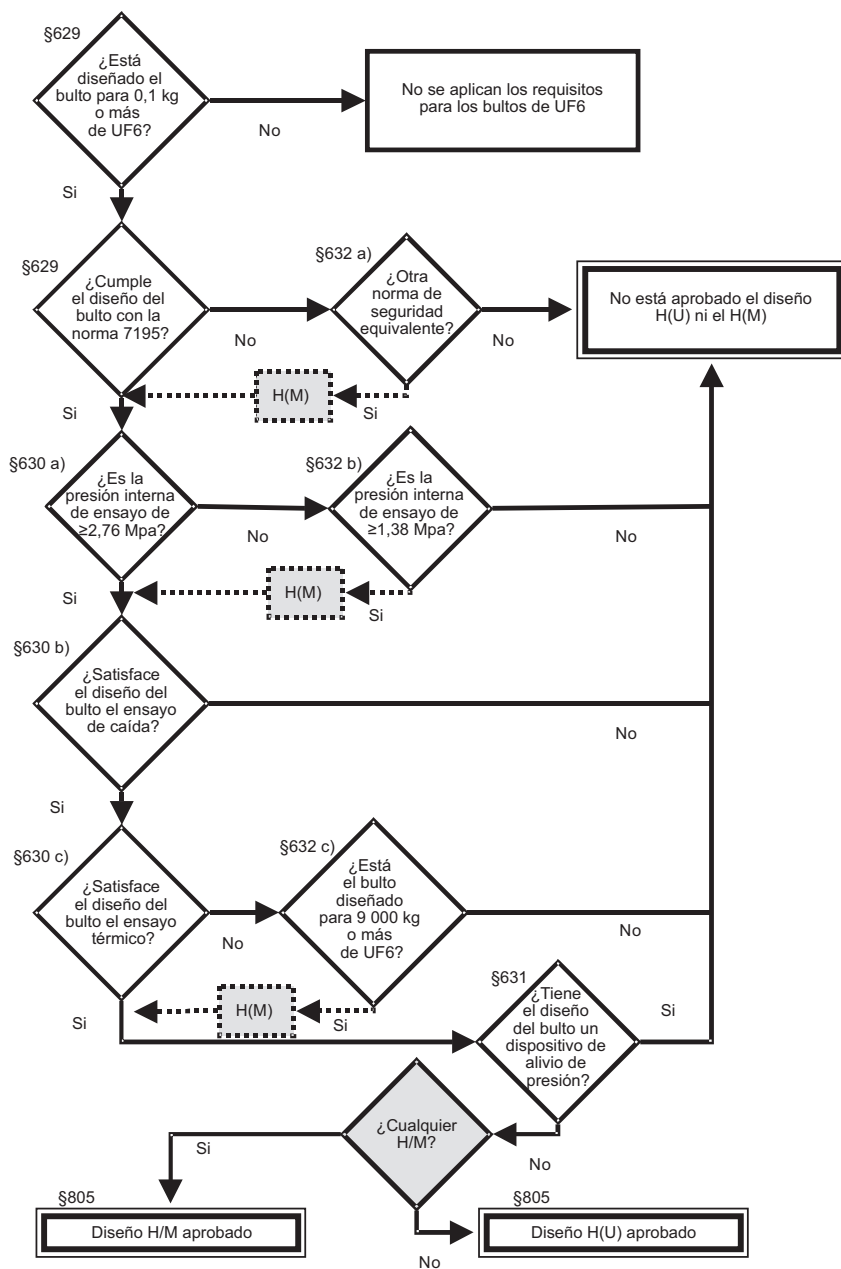 §629
¿Está
diseñado el
bulto para 0,1 kg
o más
de UF6?
No se aplican los requisitos
para los bultos de UF6
No
Si
§629
¿Cumple
el diseño del
bulto con la
norma 7195?
§632 a)
¿Otra
norma de
seguridad
equivalente?
No está aprobado el diseño
H(U) ni el H(M)
No
No
H(M)
Si
Si
§630 a)
¿Es la
presión interna
de ensayo de
≥2,76 Mpa?
§632 b)
¿Es la
presión interna
de ensayo de
≥1,38 Mpa?
No
No
H(M)
Si
Si
§630 b)
¿Satisface
el diseño del
bulto el ensayo
de caída?
No
Si
§630 c)
¿Satisface
el diseño del
bulto el ensayo
térmico?
§632 c)
¿Está
el bulto
diseñado
para 9 000 kg
o más
de UF6?
No
No
H(M)
Si
Si
§631
¿Tiene
el diseño
del bulto un
dispositivo de
alivio de
presión?
Si
¿Cualquier
H/M?
Si
No
§805
Diseño H/M aprobado
§805
Diseño H(U) aprobado
No